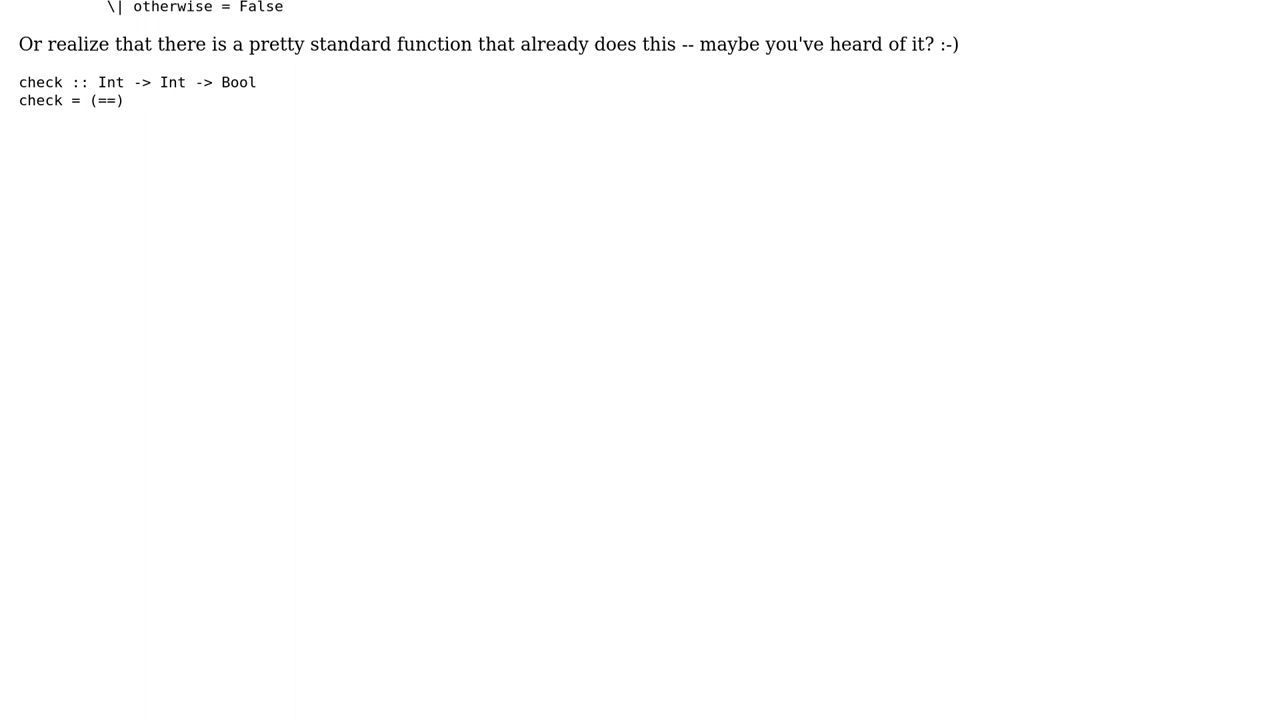 \| otherwise = False
Or realize that there is a pretty standard function that already does this -- maybe you've heard of it? :-)
check :: Int -> Int -> Bool
check = (==)